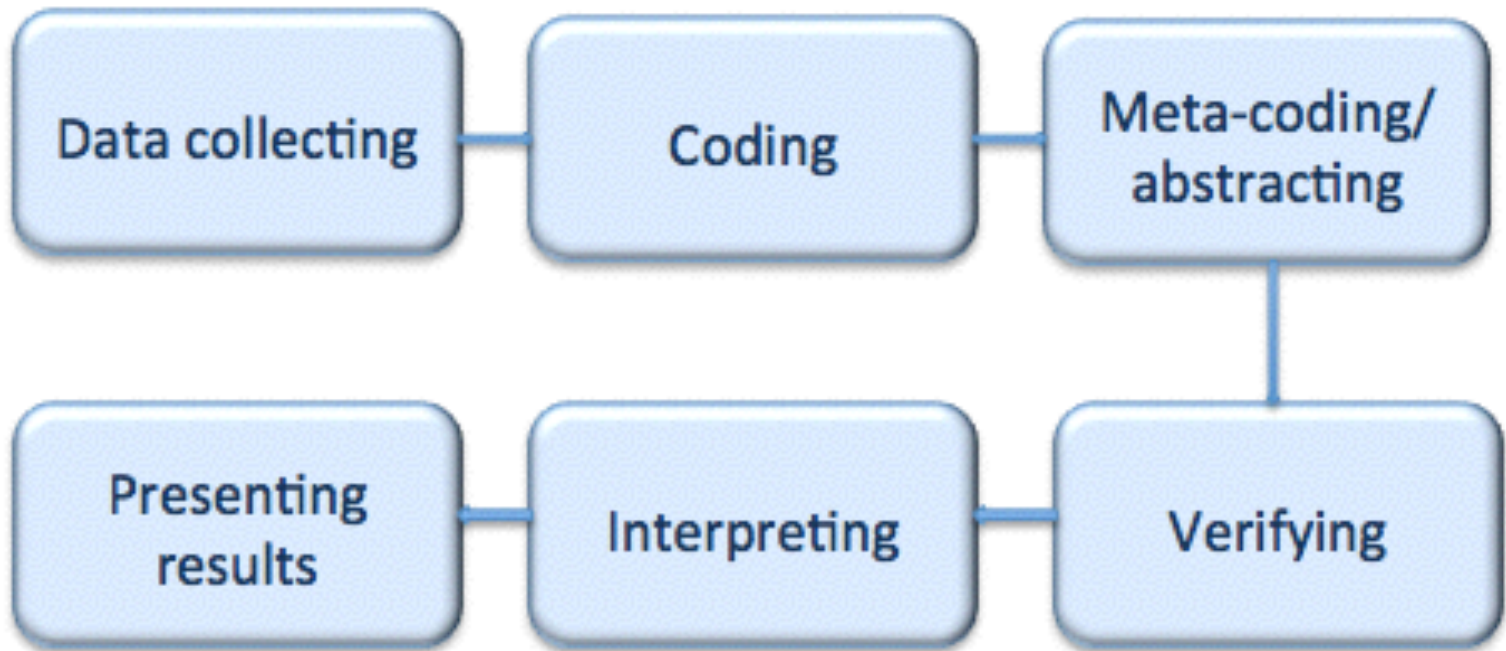 Data collecting
Coding
Meta-coding/
abstracting
Presenting
results
Interpreting
Verifying